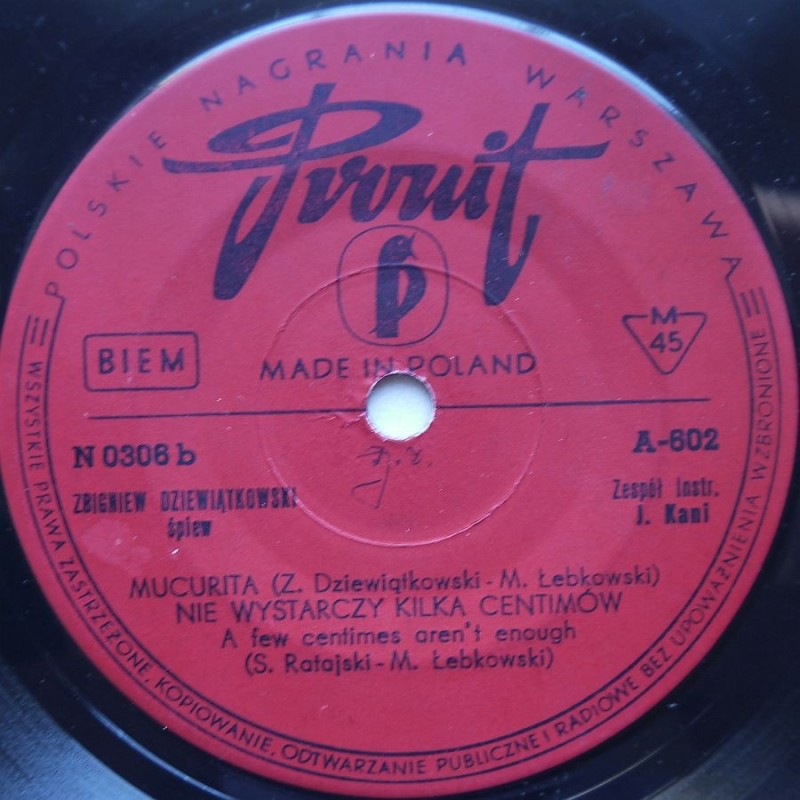 POLSKIE NAGRANIA WARSZAWA
Pronit
P
BIEM
MADE IN POLAND
M
45
N 0306 b
A-602
ZBIGNIEW DZIEWIĄTKOWSKI
śpiew
Zespół Instr.
J. Kani
MUCURITA (Z. Dziewiątkowski - M. Łebkowski)
NIE WYSTARCZY KILKA CENTIMÓW
A few centimes aren't enough
(S. Ratajski - M. Łebkowski)
WSZYSTKIE PRAWA ZASTRZEŻONE. KOPIOWANIE, ODTWARZANIE PUBLICZNE I RADIOWE BEZ UPOWAŻNIENIA WZBRONIONE